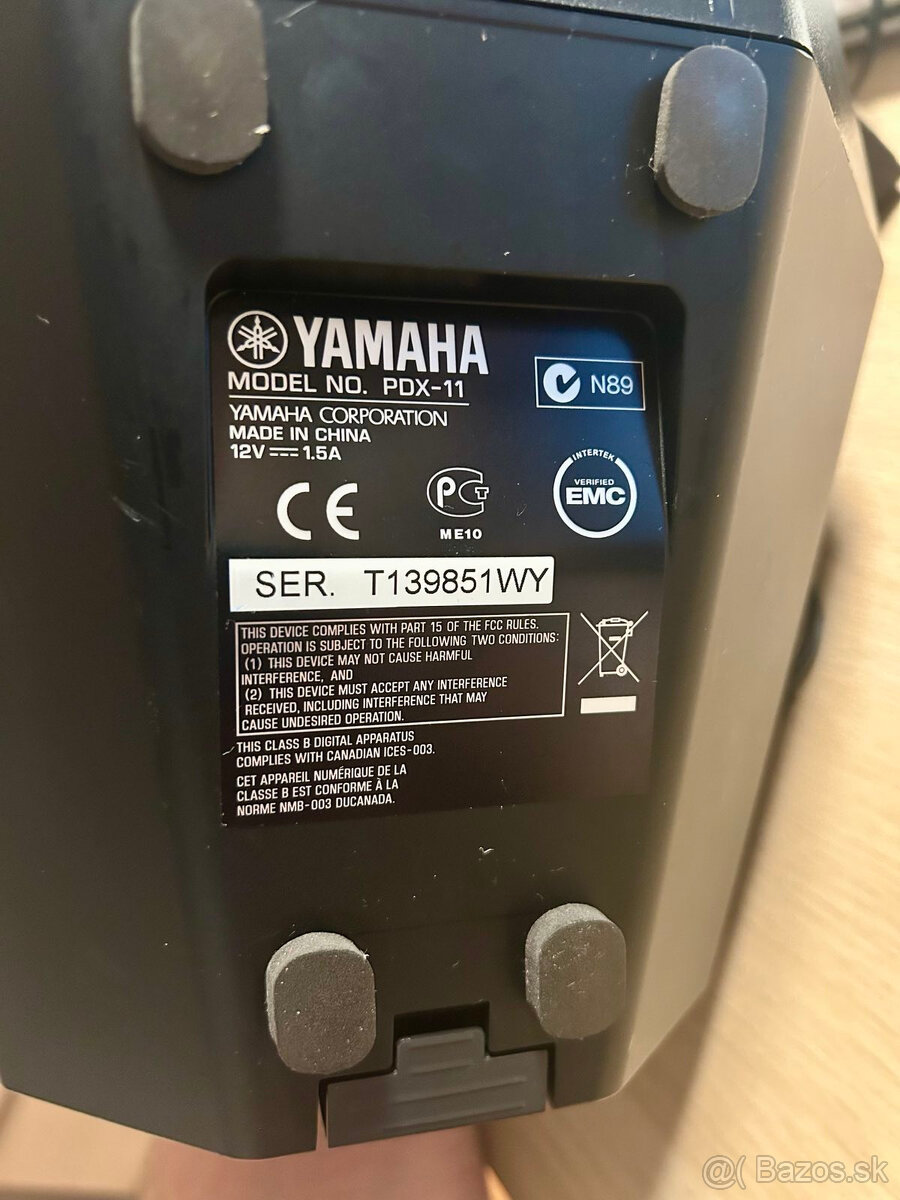 YAMAHA
MODEL NO. PDX-11
N89
YAMAHA CORPORATION
MADE IN CHINA
12V 1.5A
CE
PCT
ME10
INTERTEK
VERIFIED
EMC
SER. T139851WY
THIS DEVICE COMPLIES WITH PART 15 OF THE FCC RULES.
OPERATION IS SUBJECT TO THE FOLLOWING TWO CONDITIONS:
(1) THIS DEVICE MAY NOT CAUSE HARMFUL
INTERFERENCE, AND
(2) THIS DEVICE MUST ACCEPT ANY INTERFERENCE
RECEIVED, INCLUDING INTERFERENCE THAT MAY
CAUSE UNDESIRED OPERATION.
THIS CLASS B DIGITAL APPARATUS
COMPLIES WITH CANADIAN ICES-003.
CET APPAREIL NUMÉRIQUE DE LA
CLASSE B EST CONFORME À LA
NORME NMB-003 DUCANADA.
@( Bazos.sk